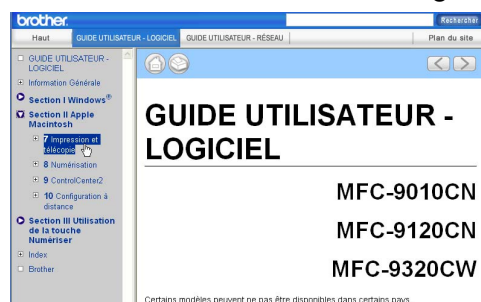 brother
Rechercher
Haut
GUIDE UTILISATEUR - LOGICIEL
GUIDE UTILISATEUR - RÉSEAU
Plan du site
GUIDE UTILISATEUR -
LOGICIEL
Information Générale
Section I Windows®
Section II Apple
Macintosh
7 Impression et
télécopie
8 Numérisation
9 ControlCenter2
10 Configuration à
distance
Section III Utilisation
de la touche
Numériser
Index
Brother
GUIDE UTILISATEUR -
LOGICIEL
MFC-9010CN
MFC-9120CN
MFC-9320CW
Certains modèles peuvent ne pas être disponibles dans certains pays